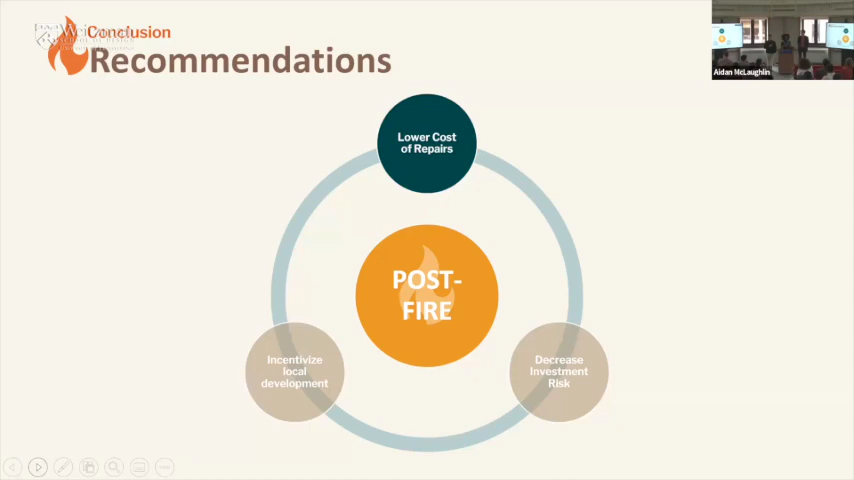 Conclusion
Recommendations
Aidan McLaughlin
Lower Cost
of Repairs
POST-
FIRE
Incentivize
local
development
Decrease
Investment
Risk